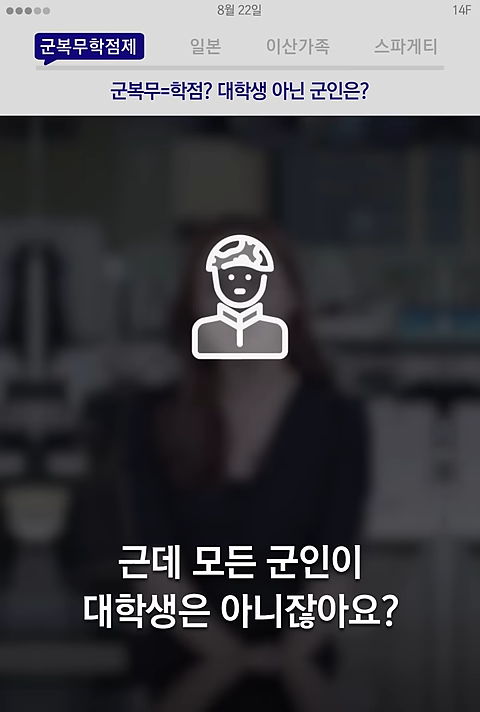 8월 22일
14F
군복무학점제
일본
이산가족
스파게티
군복무=학점? 대학생 아닌 군인은?
근데 모든 군인이
대학생은 아니잖아요?